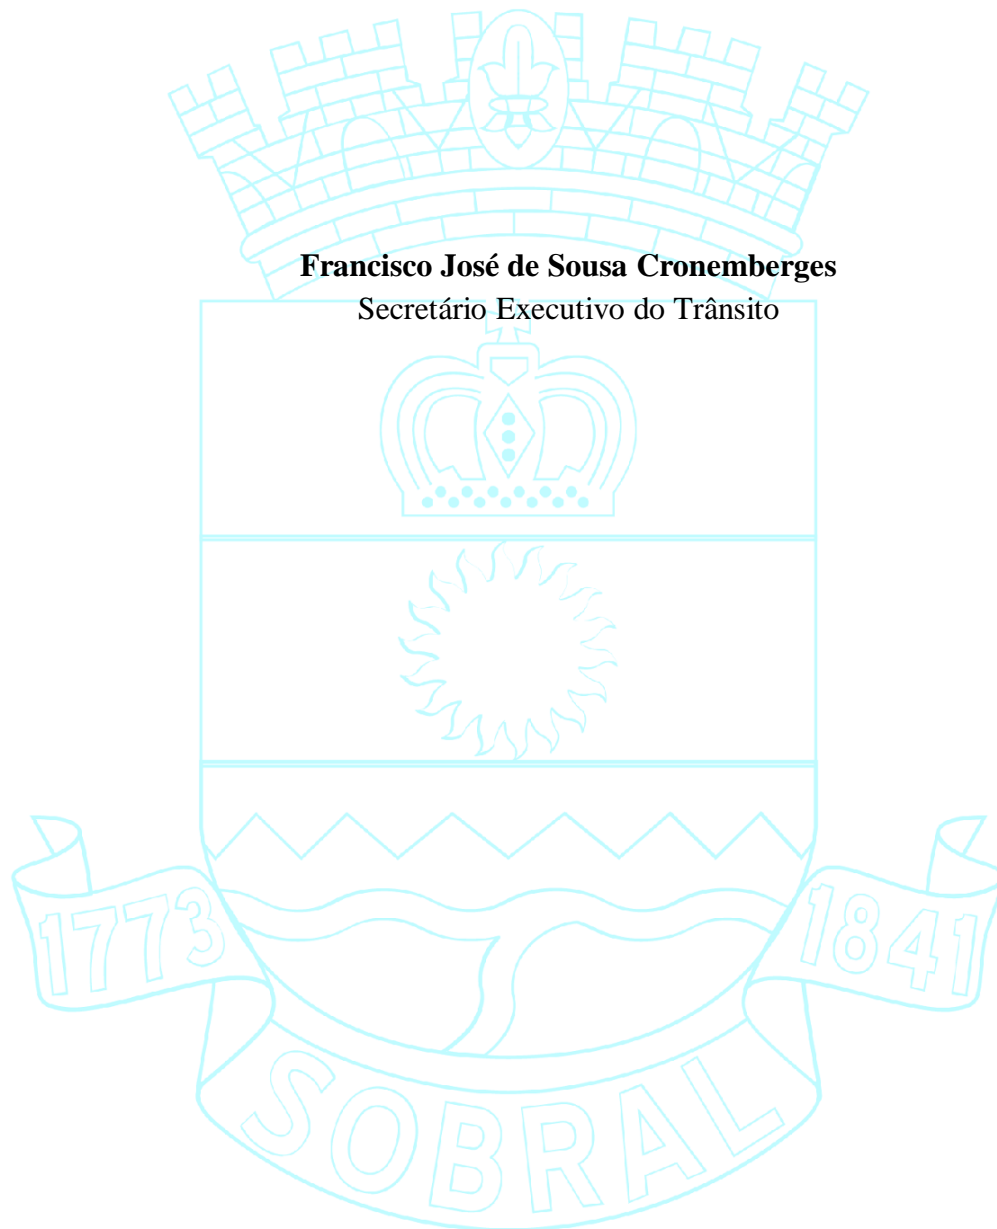 Francisco José de Sousa Cronemberges
Secretário Executivo do Trânsito
1773
1841
SOBRAL